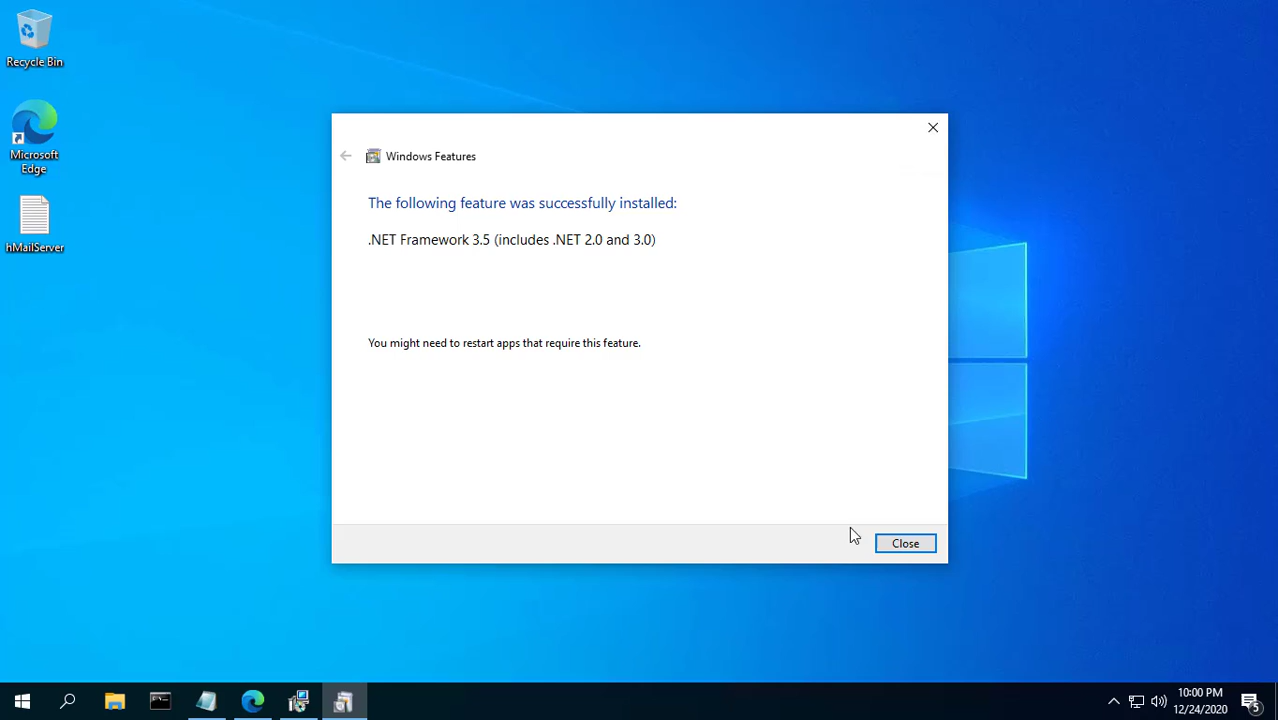 Recycle Bin
Microsoft
Edge
hMailServer
Windows Features
The following feature was successfully installed:
.NET Framework 3.5 (includes .NET 2.0 and 3.0)
You might need to restart apps that require this feature.
Close
10:00 PM
12/24/2020
5